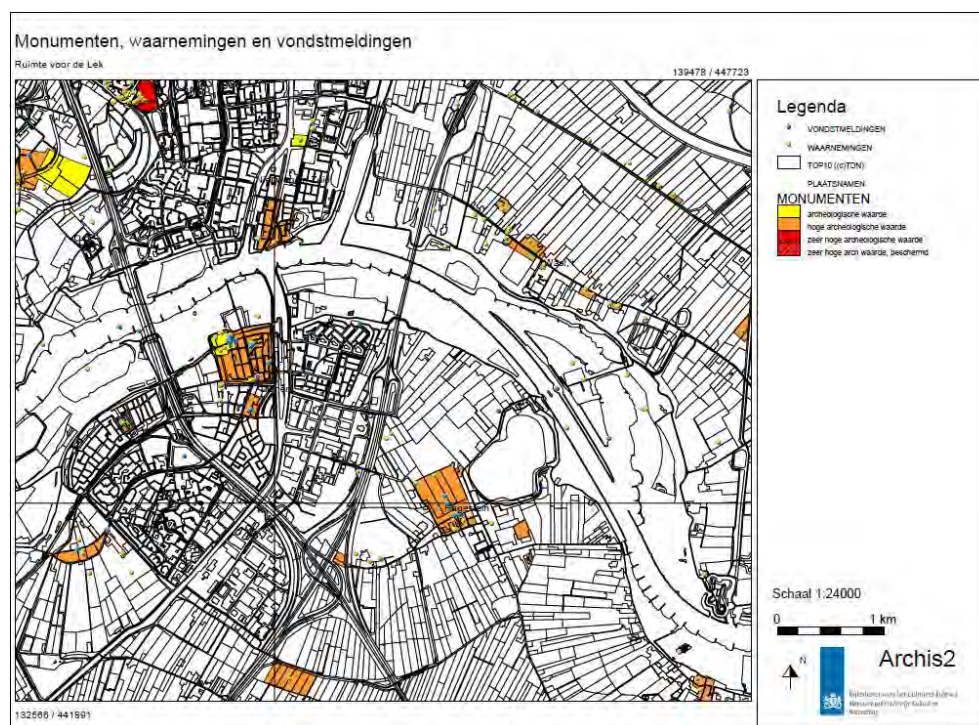 Monumenten, waarnemingen en vondstmeldingen
Ruimte voor de Lek
139478 / 447723
Legenda
VONDSTMELDINGEN
WAARNEMINGEN
TOP10 ((c)TDN)
PLAATSNAMEN
MONUMENTEN
archeologische waarde
hoge archeologische waarde
zeer hoge archeologische waarde
zeer hoge arch waarde, beschermd
Schaal 1:24000
0 1 km
N
Archis2
132566 / 441891